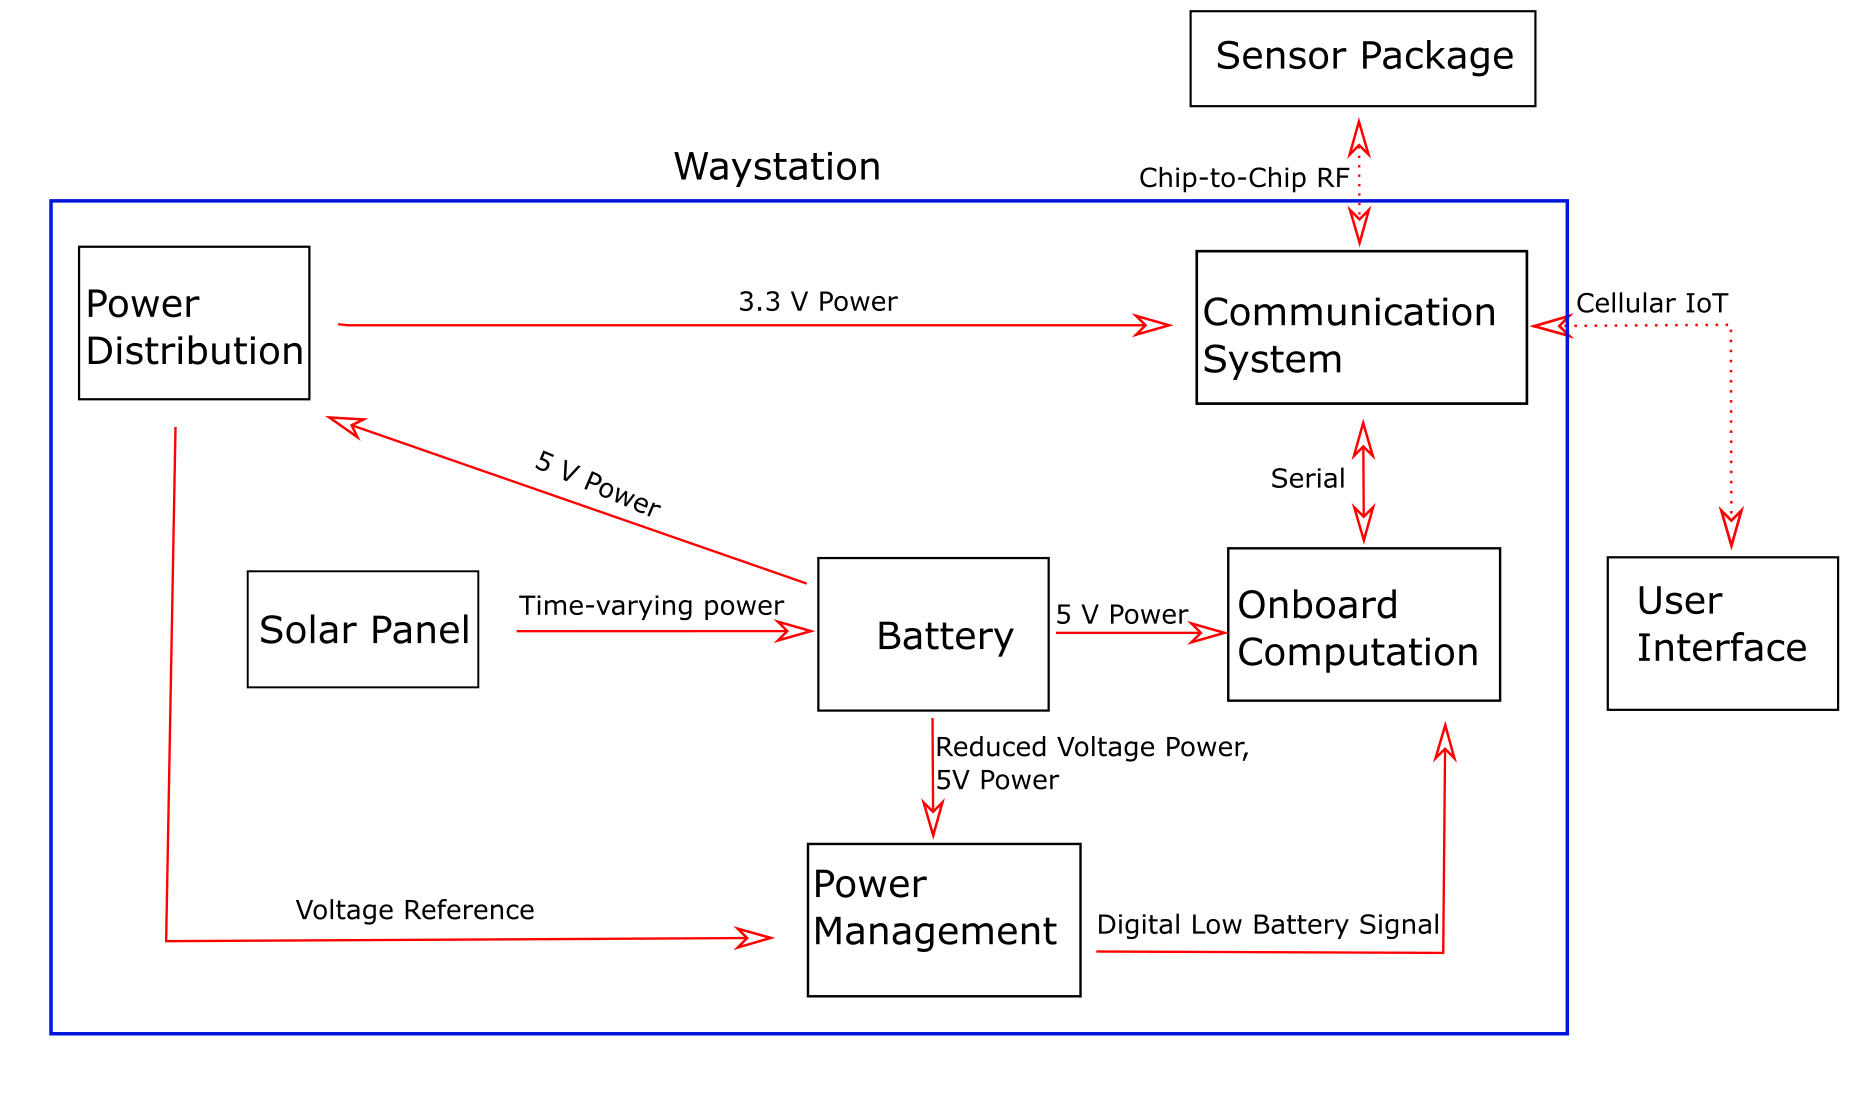 Sensor Package
Waystation
Chip-to-Chip RF
Power
Distribution
3.3 V Power
Communication
System
Cellular IoT
5 V Power
Serial
Solar Panel
Time-varying power
Battery
5 V Power
Onboard
Computation
User
Interface
Reduced Voltage Power,
5V Power
Voltage Reference
Power
Management
Digital Low Battery Signal